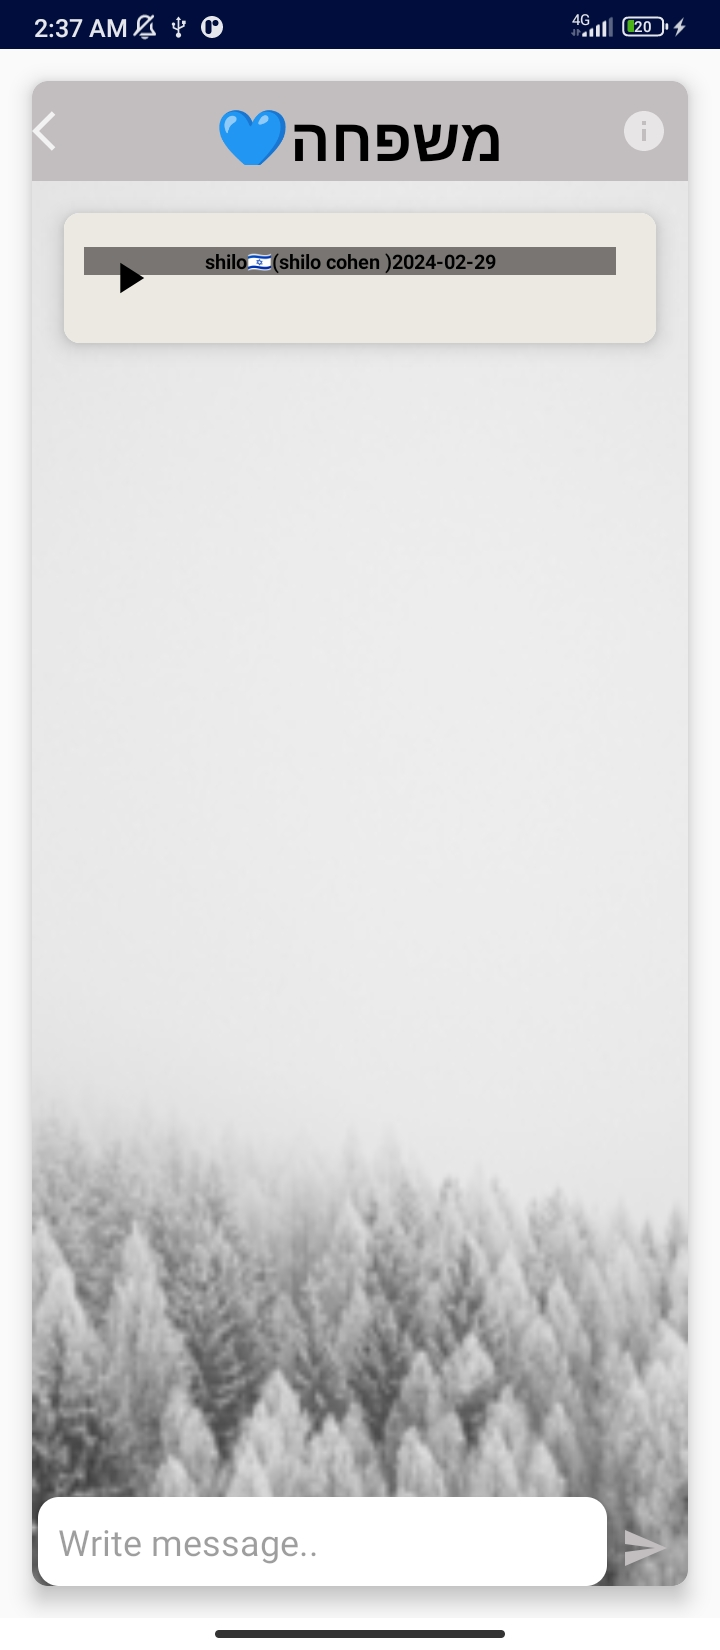 2:37 AM 4G 20
משפחה💙
shilo🇮🇱(shilo cohen )2024-02-29
Write message..